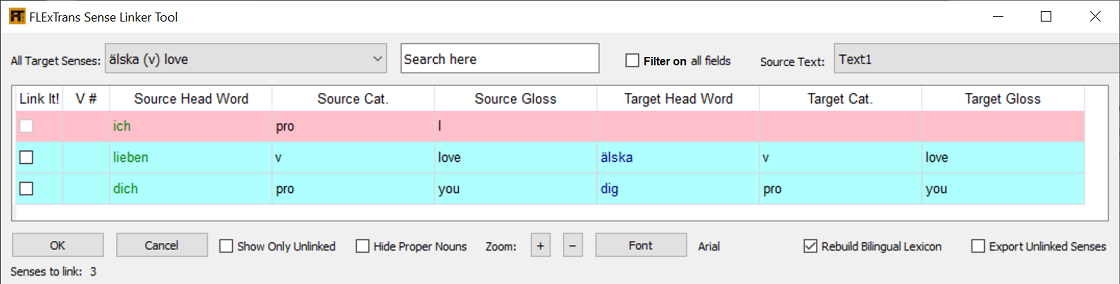 FLExTrans Sense Linker Tool
All Target Senses: älska (v) love Search here Filter on all fields Source Text: Text1
Link It! V # Source Head Word Source Cat. Source Gloss Target Head Word Target Cat. Target Gloss
ich pro I
lieben v love älska v love
dich pro you dig pro you
OK Cancel Show Only Unlinked Hide Proper Nouns Zoom: + - Font Arial Rebuild Bilingual Lexicon Export Unlinked Senses
Senses to link: 3